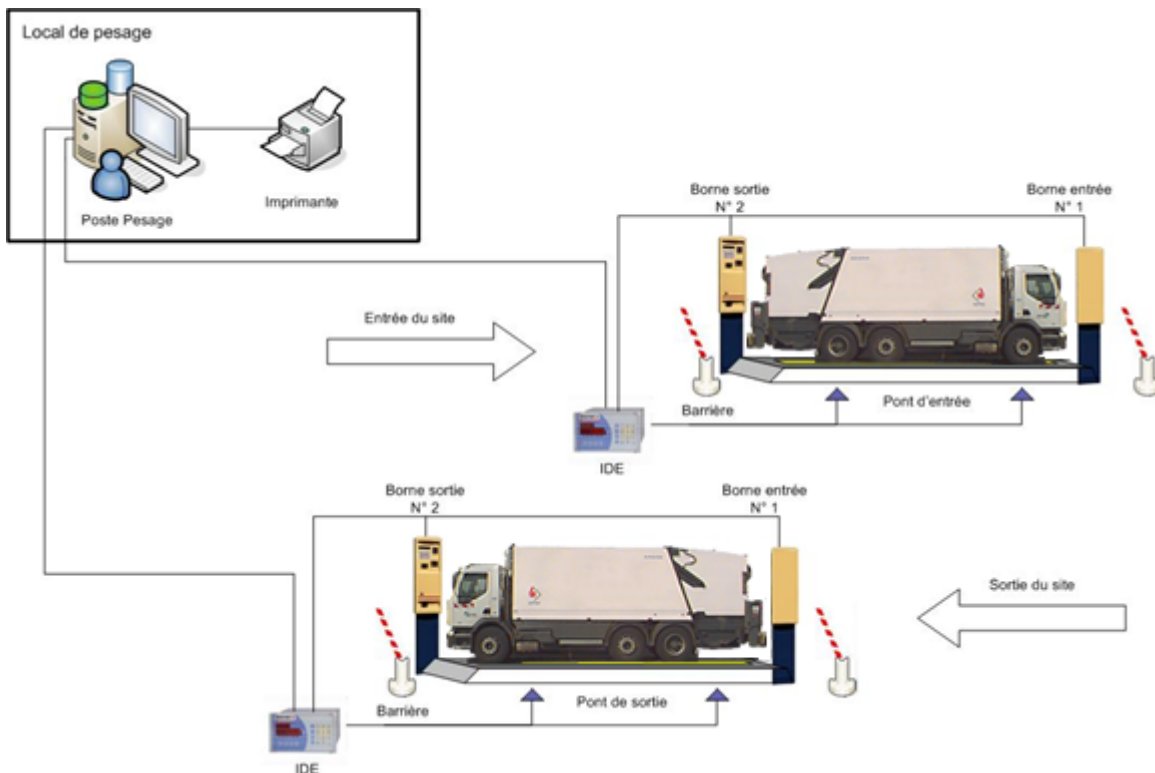 Local de pesage
Poste Pesage
Imprimante
Borne sortie
N° 2
Borne entrée
N° 1
Entrée du site
Barrière
Pont d'entrée
IDE
Borne sortie
N° 2
Borne entrée
N° 1
Sortie du site
Barrière
Pont de sortie
IDE